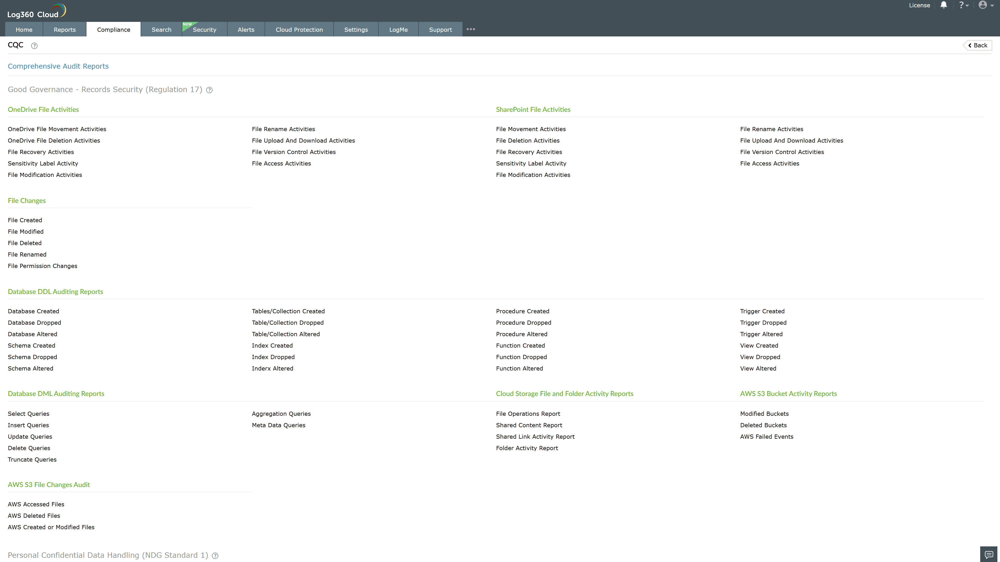 Log360 Cloud
License
?
Home
Reports
Compliance
Search
NEW
Security
Alerts
Cloud Protection
Settings
LogMe
Support
CQC ?
Back
Comprehensive Audit Reports
Good Governance - Records Security (Regulation 17) ?
OneDrive File Activities
OneDrive File Movement Activities
OneDrive File Deletion Activities
File Recovery Activities
Sensitivity Label Activity
File Modification Activities
File Rename Activities
File Upload And Download Activities
File Version Control Activities
File Access Activities
SharePoint File Activities
File Movement Activities
File Deletion Activities
File Recovery Activities
Sensitivity Label Activity
File Modification Activities
File Rename Activities
File Upload And Download Activities
File Version Control Activities
File Access Activities
File Changes
File Created
File Modified
File Deleted
File Renamed
File Permission Changes
Database DDL Auditing Reports
Database Created
Database Dropped
Database Altered
Schema Created
Schema Dropped
Schema Altered
Tables/Collection Created
Table/Collection Dropped
Table/Collection Altered
Index Created
Index Dropped
Inderx Altered
Procedure Created
Procedure Dropped
Procedure Altered
Function Created
Function Dropped
Function Altered
Trigger Created
Trigger Dropped
Trigger Altered
View Created
View Dropped
View Altered
Database DML Auditing Reports
Select Queries
Insert Queries
Update Queries
Delete Queries
Truncate Queries
Aggregation Queries
Meta Data Queries
Cloud Storage File and Folder Activity Reports
File Operations Report
Shared Content Report
Shared Link Activity Report
Folder Activity Report
AWS S3 Bucket Activity Reports
Modified Buckets
Deleted Buckets
AWS Failed Events
AWS S3 File Changes Audit
AWS Accessed Files
AWS Deleted Files
AWS Created or Modified Files
Personal Confidential Data Handling (NDG Standard 1) ?